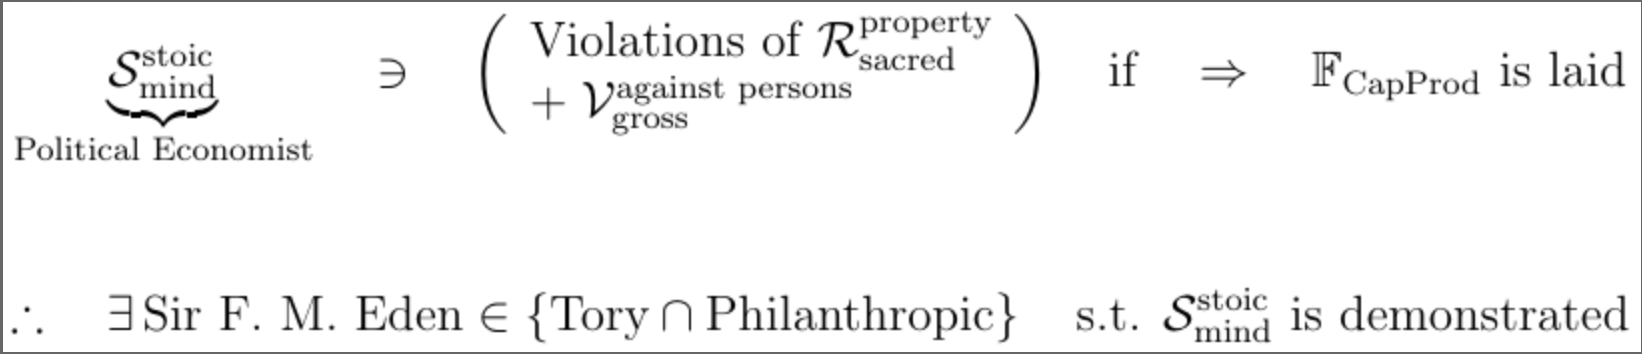 𝒮^stoic_mind ∋ ( Violations of ℛ^property_sacred + 𝒱^against persons_gross ) if ⇒ 𝔽_CapProd is laid
Political Economist
∴ ∃ Sir F. M. Eden ∈ {Tory ∩ Philanthropic} s.t. 𝒮^stoic_mind is demonstrated